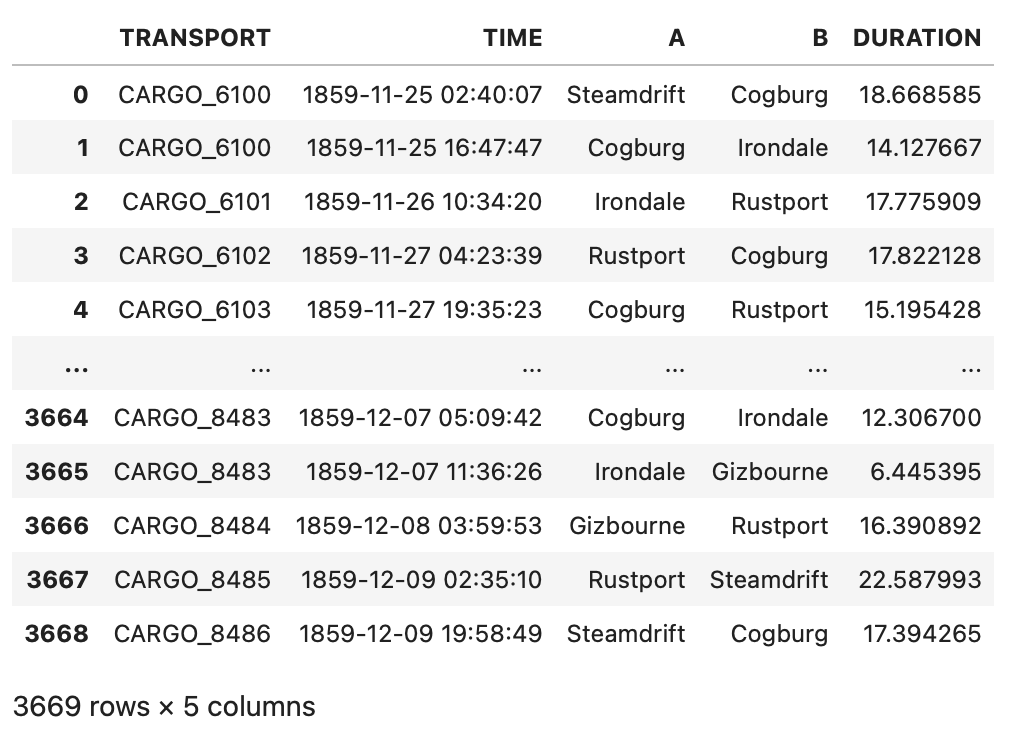 TRANSPORT TIME A B DURATION
0 CARGO_6100 1859-11-25 02:40:07 Steamdrift Cogburg 18.668585
1 CARGO_6100 1859-11-25 16:47:47 Cogburg Irondale 14.127667
2 CARGO_6101 1859-11-26 10:34:20 Irondale Rustport 17.775909
3 CARGO_6102 1859-11-27 04:23:39 Rustport Cogburg 17.822128
4 CARGO_6103 1859-11-27 19:35:23 Cogburg Rustport 15.195428
... ... ... ... ... ...
3664 CARGO_8483 1859-12-07 05:09:42 Cogburg Irondale 12.306700
3665 CARGO_8483 1859-12-07 11:36:26 Irondale Gizbourne 6.445395
3666 CARGO_8484 1859-12-08 03:59:53 Gizbourne Rustport 16.390892
3667 CARGO_8485 1859-12-09 02:35:10 Rustport Steamdrift 22.587993
3668 CARGO_8486 1859-12-09 19:58:49 Steamdrift Cogburg 17.394265
3669 rows × 5 columns